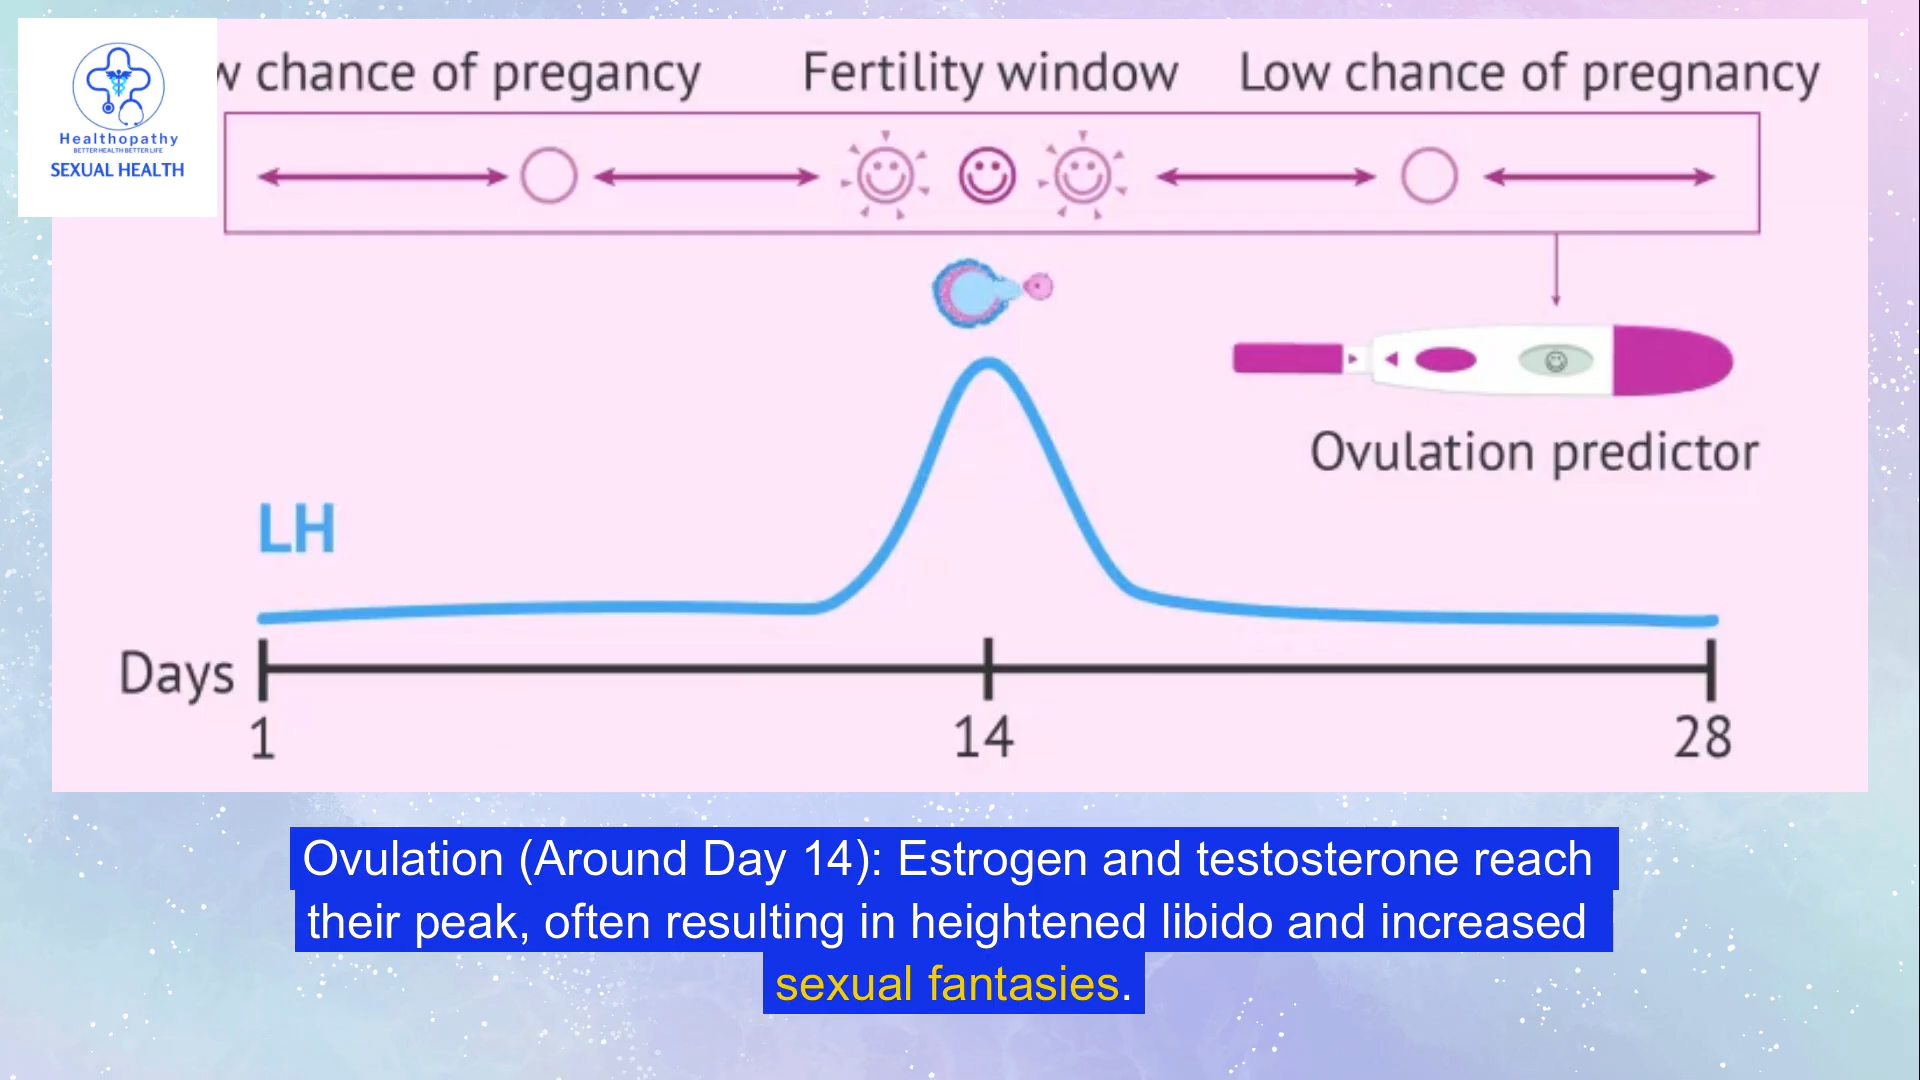 Healthopathy
BETTER HEALTH BETTER LIFE
SEXUAL HEALTH
w chance of pregancy
Fertility window
Low chance of pregnancy
Ovulation predictor
LH
Days
1
14
28
Ovulation (Around Day 14): Estrogen and testosterone reach
their peak, often resulting in heightened libido and increased
sexual fantasies.